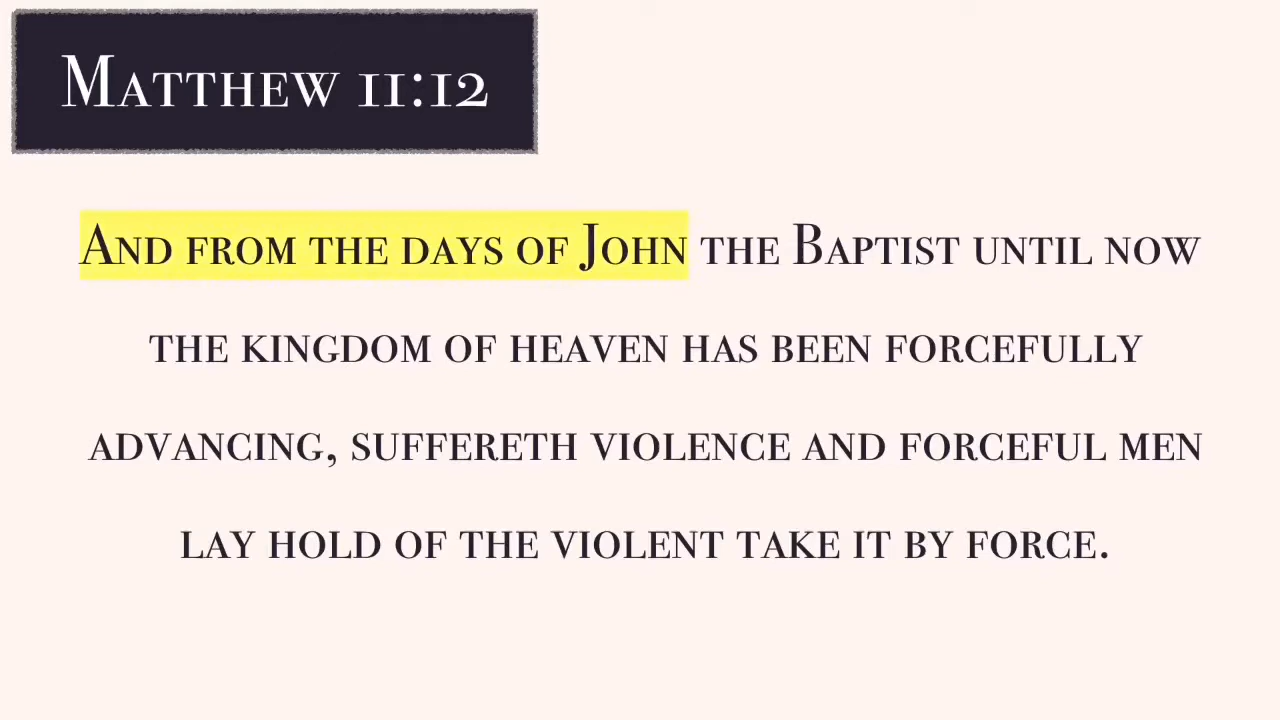 Matthew 11:12
And from the days of John the Baptist until now
the kingdom of heaven has been forcefully
advancing, suffereth violence and forceful men
lay hold of the violent take it by force.